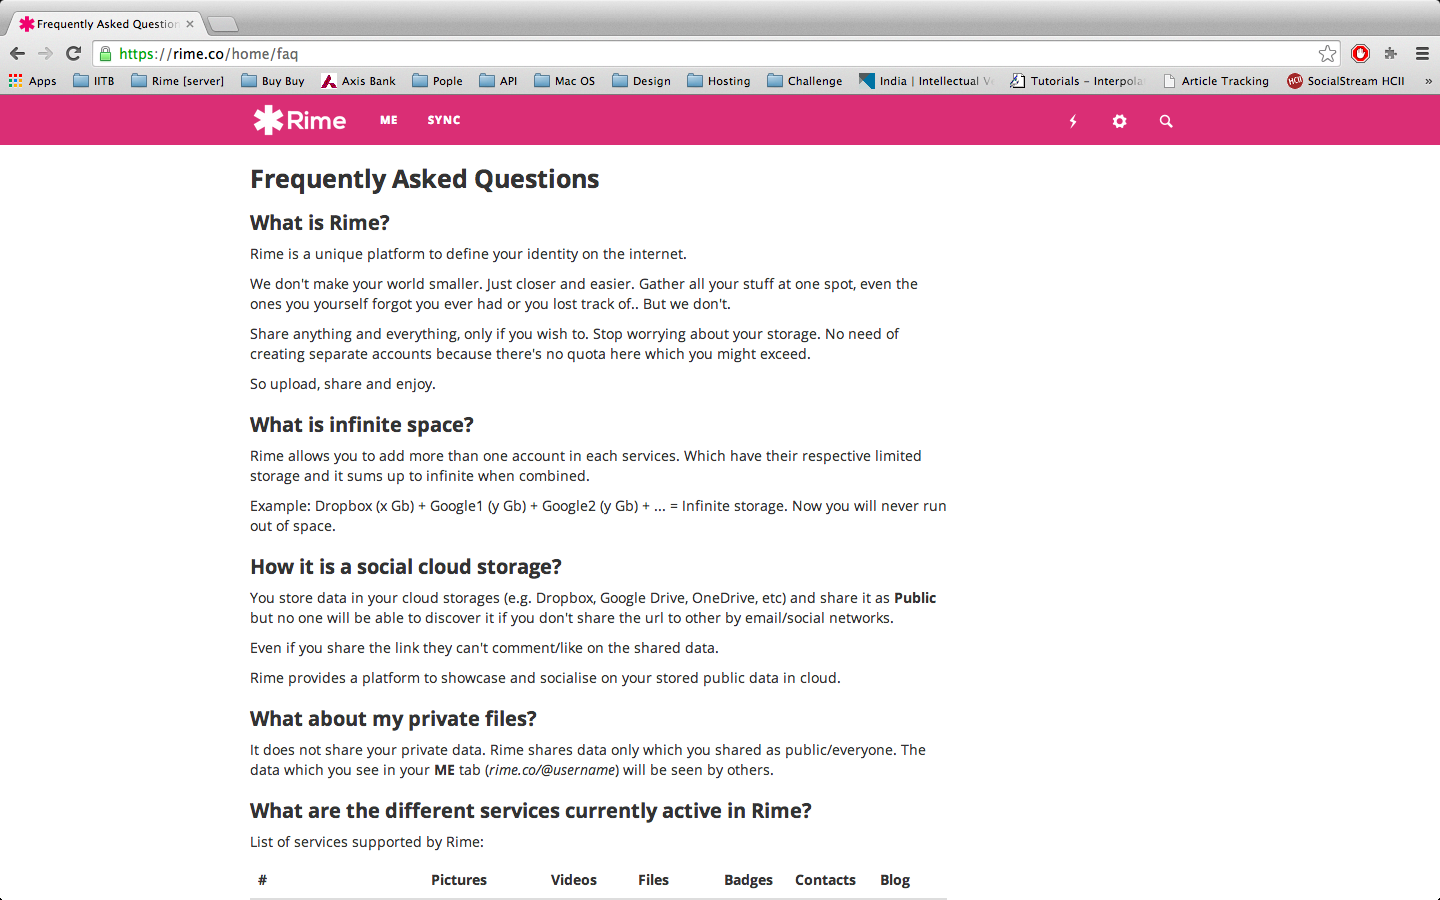 Frequently Asked Question
https://rime.co/home/faq
Apps IITB Rime [server] Buy Buy Axis Bank Pople API Mac OS Design Hosting Challenge India | Intellectual Ve Tutorials – Interpola Article Tracking SocialStream HCII »
Rime ME SYNC
Frequently Asked Questions
What is Rime?
Rime is a unique platform to define your identity on the internet.
We don't make your world smaller. Just closer and easier. Gather all your stuff at one spot, even the
ones you yourself forgot you ever had or you lost track of.. But we don't.
Share anything and everything, only if you wish to. Stop worrying about your storage. No need of
creating separate accounts because there's no quota here which you might exceed.
So upload, share and enjoy.
What is infinite space?
Rime allows you to add more than one account in each services. Which have their respective limited
storage and it sums up to infinite when combined.
Example: Dropbox (x Gb) + Google1 (y Gb) + Google2 (y Gb) + ... = Infinite storage. Now you will never run
out of space.
How it is a social cloud storage?
You store data in your cloud storages (e.g. Dropbox, Google Drive, OneDrive, etc) and share it as Public
but no one will be able to discover it if you don't share the url to other by email/social networks.
Even if you share the link they can't comment/like on the shared data.
Rime provides a platform to showcase and socialise on your stored public data in cloud.
What about my private files?
It does not share your private data. Rime shares data only which you shared as public/everyone. The
data which you see in your ME tab (rime.co/@username) will be seen by others.
What are the different services currently active in Rime?
List of services supported by Rime:
# Pictures Videos Files Badges Contacts Blog